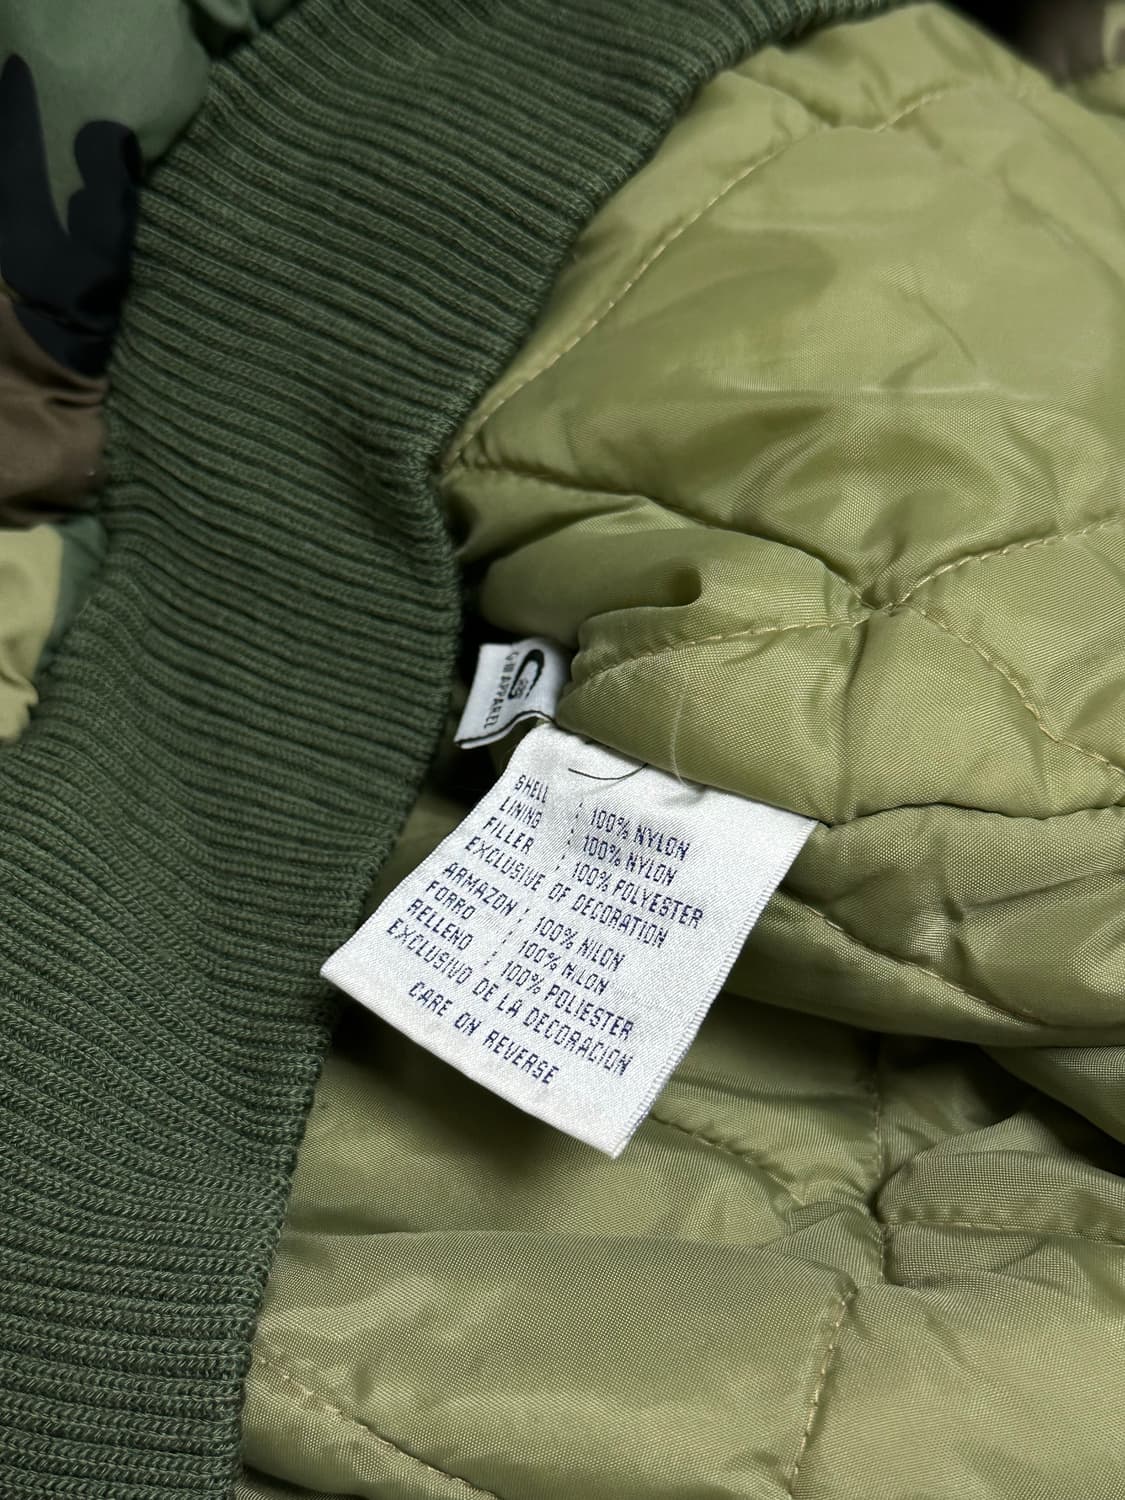 APPAREL
SHELL : 100% NYLON
LINING : 100% NYLON
FILLER : 100% POLYESTER
EXCLUSIVE OF DECORATION
ARMAZON : 100% NILON
FORRO : 100% NILON
RELLENO : 100% POLIESTER
EXCLUSIVO DE LA DECORACION
CARE ON REVERSE